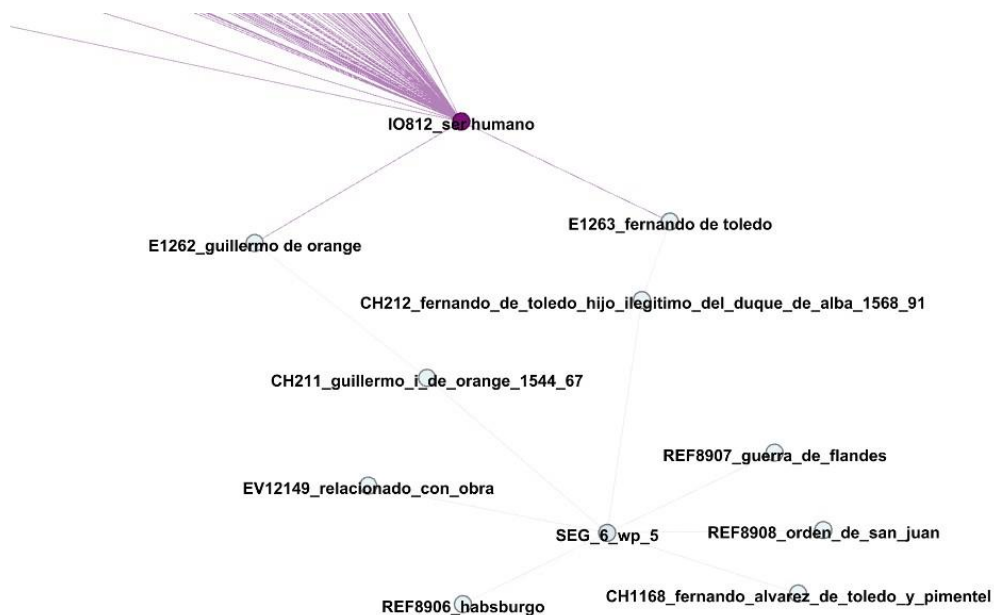 IO812_ser humano
E1263_fernando de toledo
E1262_guillermo de orange
CH212_fernando_de_toledo_hijo_ilegitimo_del_duque_de_alba_1568_91
CH211_guillermo_i_de_orange_1544_67
REF8907_guerra_de_flandes
EV12149_relacionado_con_obra
SEG_6_wp_5
REF8908_orden_de_san_juan
CH1168_fernando_alvarez_de_toledo_y_pimentel
REF8906_habsburgo